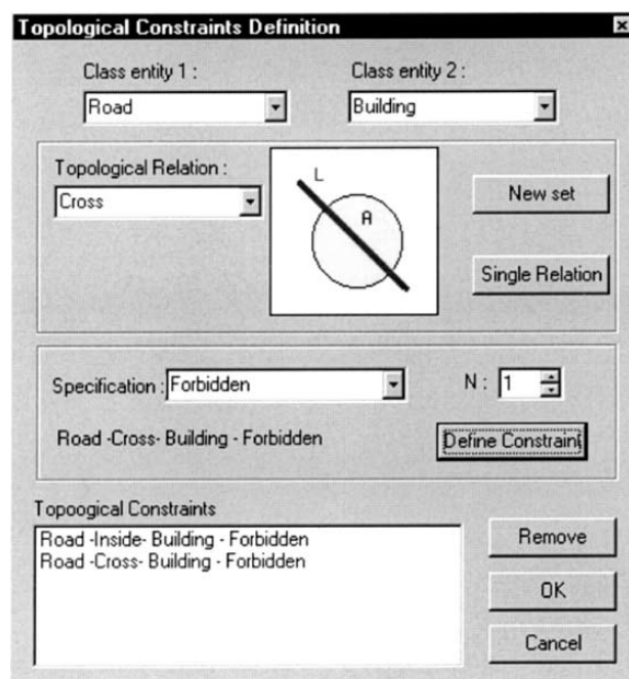 Topological Constraints Definition
Class entity 1 :
Class entity 2 :
Road
Building
Topological Relation :
Cross
L
A
New set
Single Relation
Specification :
Forbidden
N :
1
Road -Cross- Building - Forbidden
Define Constraint
Topoogical Constraints
Road -Inside- Building - Forbidden
Road -Cross- Building - Forbidden
Remove
OK
Cancel